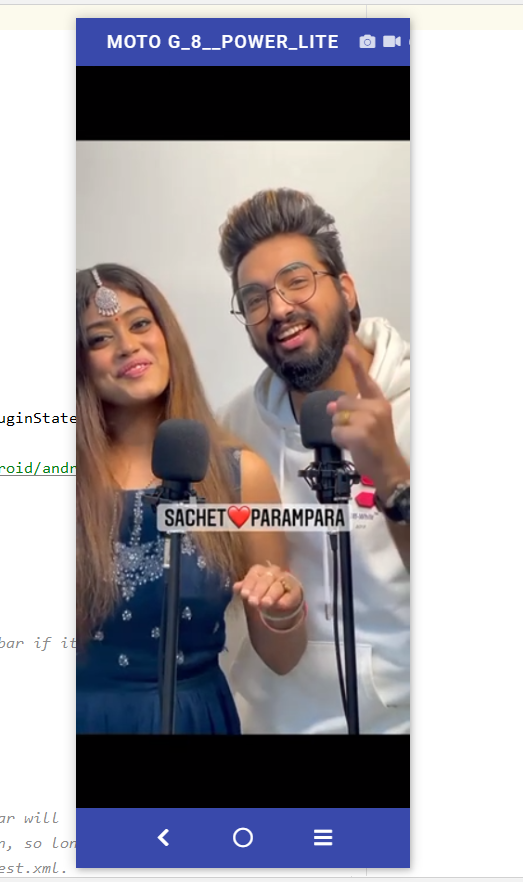 MOTO G_8__POWER_LITE
uginState
roid/andr
SACHET❤️PARAMPARA
bar if it
ar will
n, so lon
est.xml.